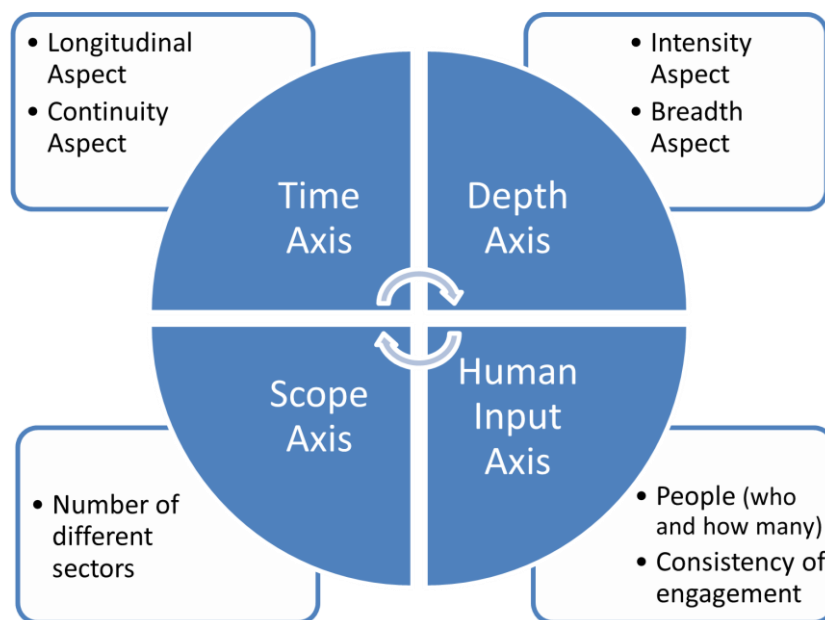 • Longitudinal
Aspect
• Continuity
Aspect
• Intensity
Aspect
• Breadth
Aspect
Time
Axis
Depth
Axis
Scope
Axis
Human
Input
Axis
• Number of
different
sectors
• People (who
and how many)
• Consistency of
engagement